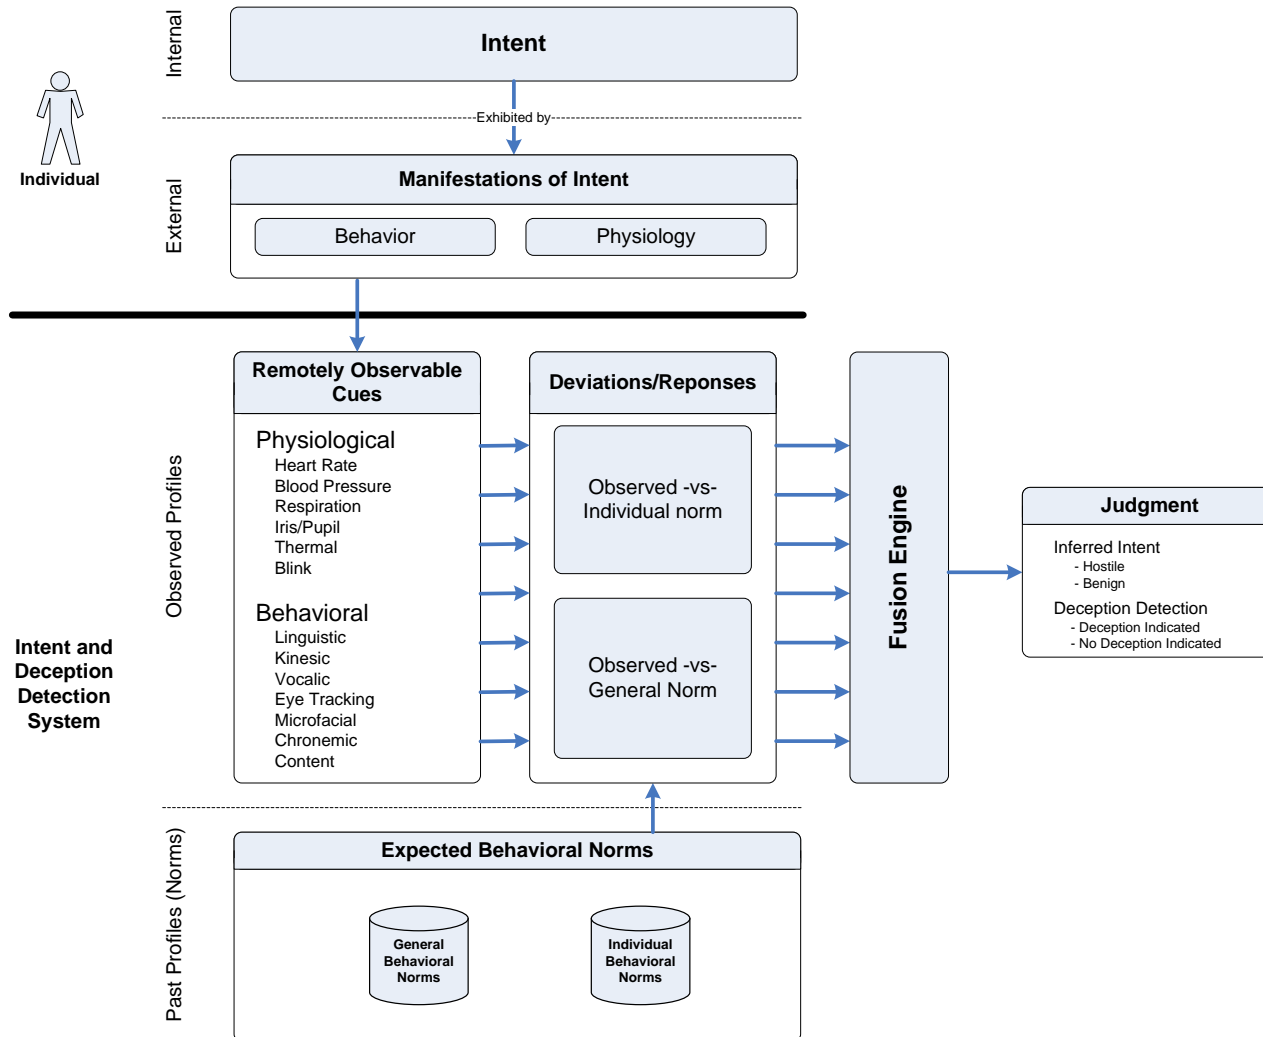 Internal
Intent
Exhibited by
Individual
External
Manifestations of Intent
Behavior
Physiology
Observed Profiles
Remotely Observable
Cues
Physiological
Heart Rate
Blood Pressure
Respiration
Iris/Pupil
Thermal
Blink
Behavioral
Linguistic
Kinesic
Vocalic
Eye Tracking
Microfacial
Chronemic
Content
Deviations/Reponses
Observed -vs-
Individual norm
Observed -vs-
General Norm
Fusion Engine
Judgment
Inferred Intent
- Hostile
- Benign
Deception Detection
- Deception Indicated
- No Deception Indicated
Intent and
Deception
Detection
System
Past Profiles (Norms)
Expected Behavioral Norms
General
Behavioral
Norms
Individual
Behavioral
Norms